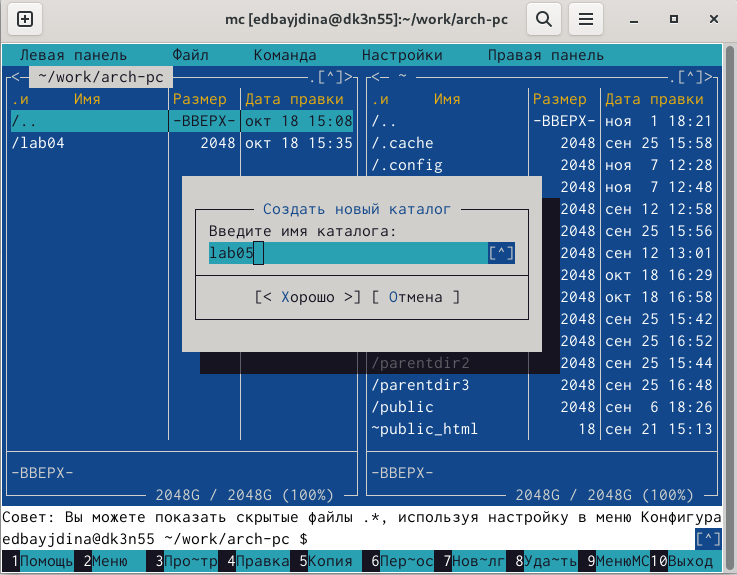 mc [edbayjdina@dk3n55]:~/work/arch-pc
Левая панель Файл Команда Настройки Правая панель
<— ~/work/arch-pc .[^]> <— ~ .[^]>
.и Имя Размер Дата правки .и Имя Размер Дата правки
/.. -ВВЕРХ- окт 18 15:08 /.. -ВВЕРХ- ноя 1 18:21
/lab04 2048 окт 18 15:35 /.cache 2048 сен 25 15:58
/.config 2048 ноя 7 12:28
2048 ноя 7 12:48
Создать новый каталог 2048 сен 12 12:58
Введите имя каталога: 2048 сен 25 15:56
lab05 [^] 2048 сен 12 13:01
2048 окт 18 16:29
[< Хорошо >] [ Отмена ] 2048 окт 18 16:58
2048 сен 25 15:42
2048 сен 25 16:52
/parentdir2 2048 сен 25 15:44
/parentdir3 2048 сен 25 16:48
/public 2048 сен 6 18:26
~public_html 18 сен 21 15:13
-ВВЕРХ- -ВВЕРХ-
2048G / 2048G (100%) 2048G / 2048G (100%)
Совет: Вы можете показать скрытые файлы .*, используя настройку в меню Конфигура
edbayjdina@dk3n55 ~/work/arch-pc $ [^]
1Помощь 2Меню 3Про~тр 4Правка 5Копия 6Пер~ос 7Нов~лг 8Уда~ть 9МенюMC 10Выход